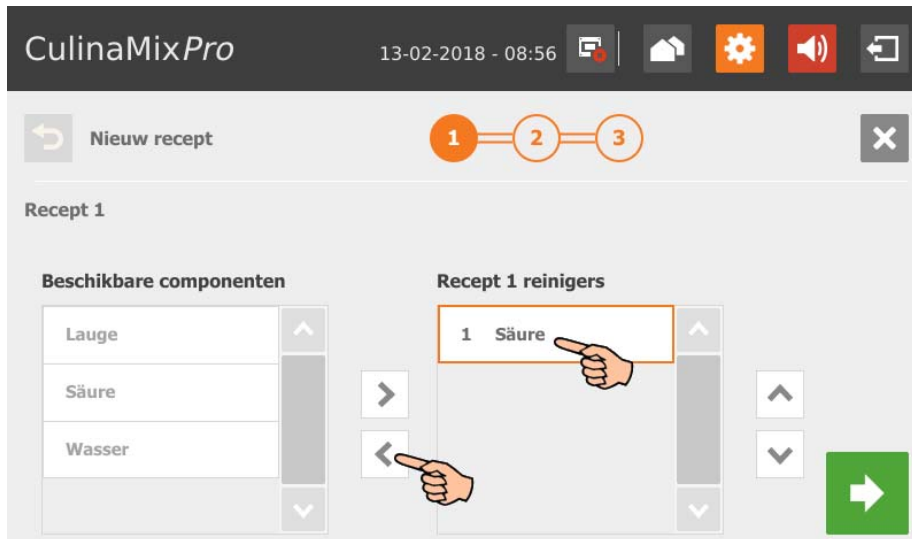 CulinaMixPro 13-02-2018 - 08:56
Nieuw recept 1 2 3
Recept 1
Beschikbare componenten
Lauge
Säure
Wasser
Recept 1 reinigers
1 Säure